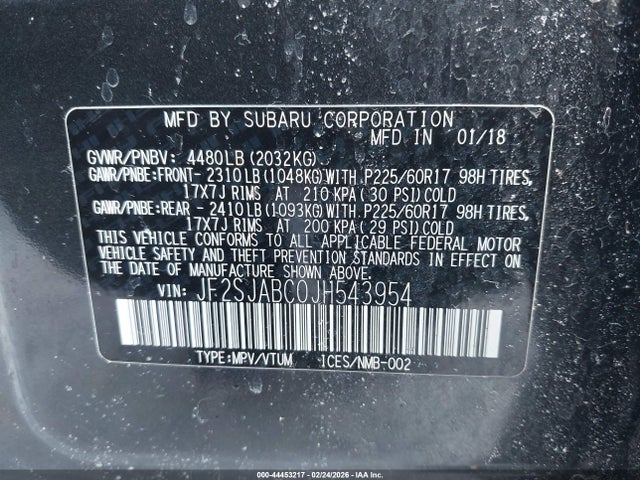 MFD BY SUBARU CORPORATION
MFD IN 01/18
GVWR/PNBV: 4480LB (2032KG)
GAWR/PNBE:FRONT- 2310LB (1048KG)WITH P225/60R17 98H TIRES,
17X7J RIMS AT 210 KPA (30 PSI)COLD
GAWR/PNBE:REAR - 2410LB (1093KG)WITH P225/60R17 98H TIRES,
17X7J RIMS AT 200 KPA (29 PSI)COLD
THIS VEHICLE CONFORMS TO ALL APPLICABLE FEDERAL MOTOR
VEHICLE SAFETY AND THEFT PREVENTION STANDARDS IN EFFECT ON THE
DATE OF MANUFACTURE SHOWN ABOVE.
VIN: JF2SJABC0JH543954
TYPE:MPV/VTUM ICES/NMB-002
000-44453217 - 02/24/2026 - IAA Inc.